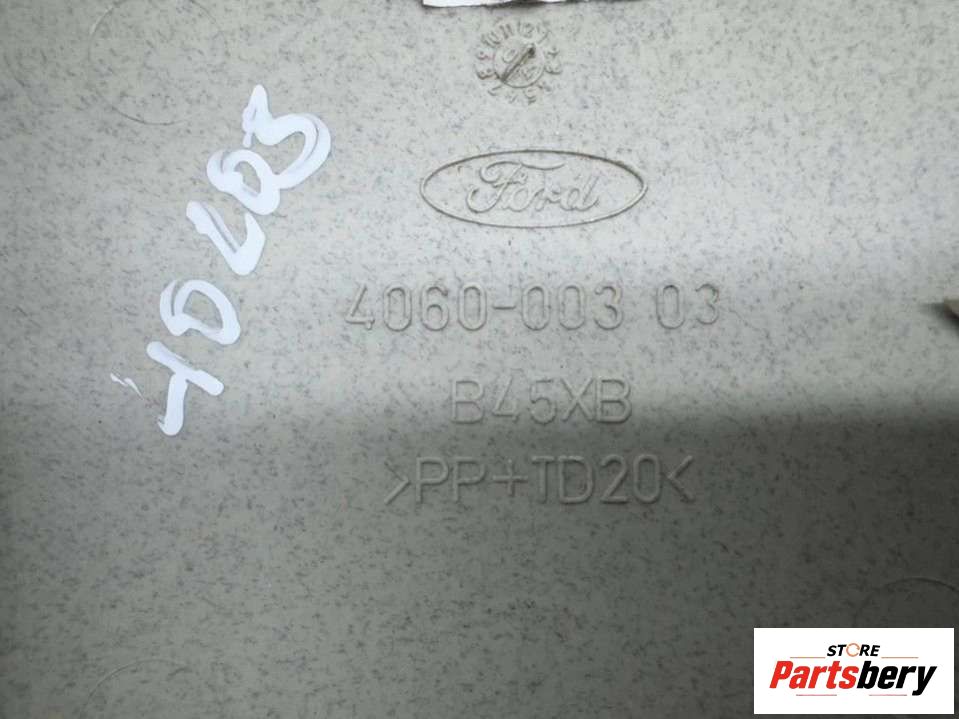 Ford
4060-003 03
B45XB
>PP+TD20<
STORE
Partsbery